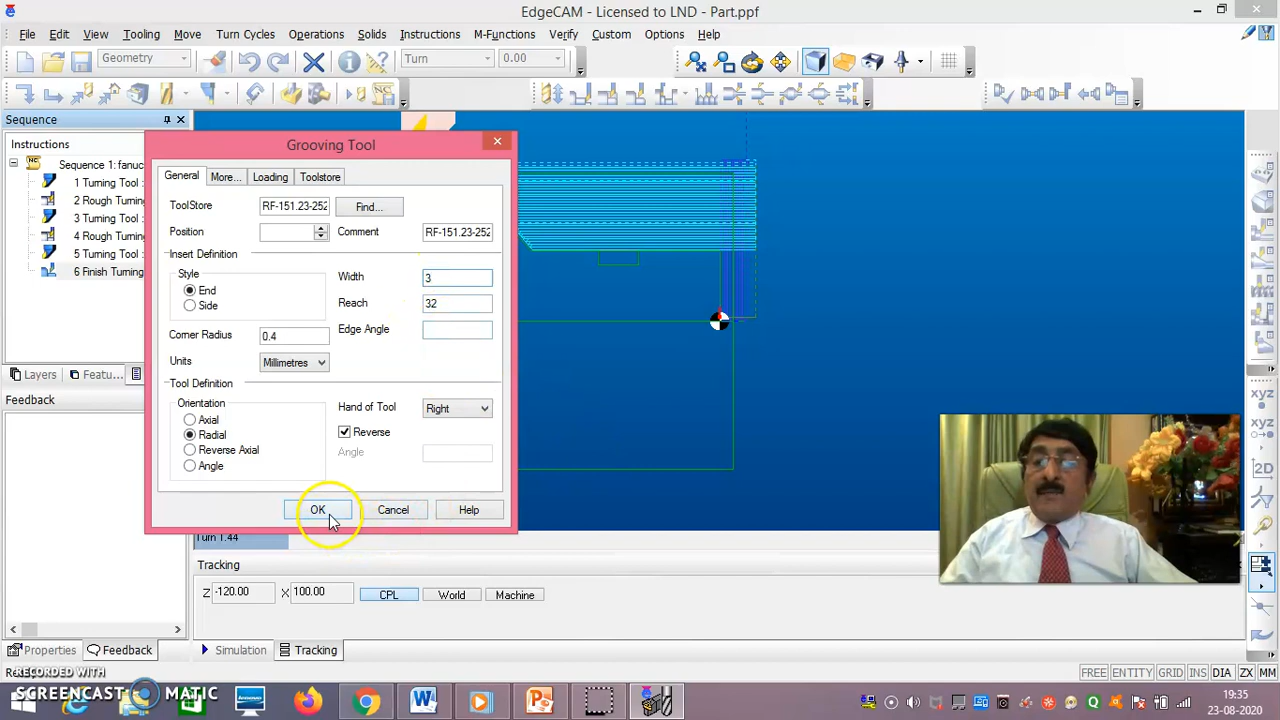 EdgeCAM - Licensed to LND - Part.ppf
File Edit View Tooling Move Turn Cycles Operations Solids Instructions M-Functions Verify Custom Options Help
Geometry Turn 0.00
Sequence
Instructions
Sequence 1: fanuc
1 Turning Tool :
2 Rough Turning
3 Turning Tool :
4 Rough Turning
5 Turning Tool :
6 Finish Turning
Layers Featu...
Feedback
Properties Feedback
Grooving Tool
General More... Loading Toolstore
ToolStore RF-151.23-252 Find...
Position Comment RF-151.23-252
Insert Definition
Style
End
Side
Width 3
Reach 32
Edge Angle
Corner Radius 0.4
Units Millimetres
Tool Definition
Orientation
Axial
Radial
Reverse Axial
Angle
Hand of Tool Right
Reverse
Angle
OK Cancel Help
Turn 1.44
Tracking
Z -120.00 X 100.00 CPL World Machine
Simulation Tracking
xyz
xyz
2D
FREE ENTITY GRID INS DIA ZX MM
RECORDED WITH
SCREENCAST MATIC
19:35
23-08-2020